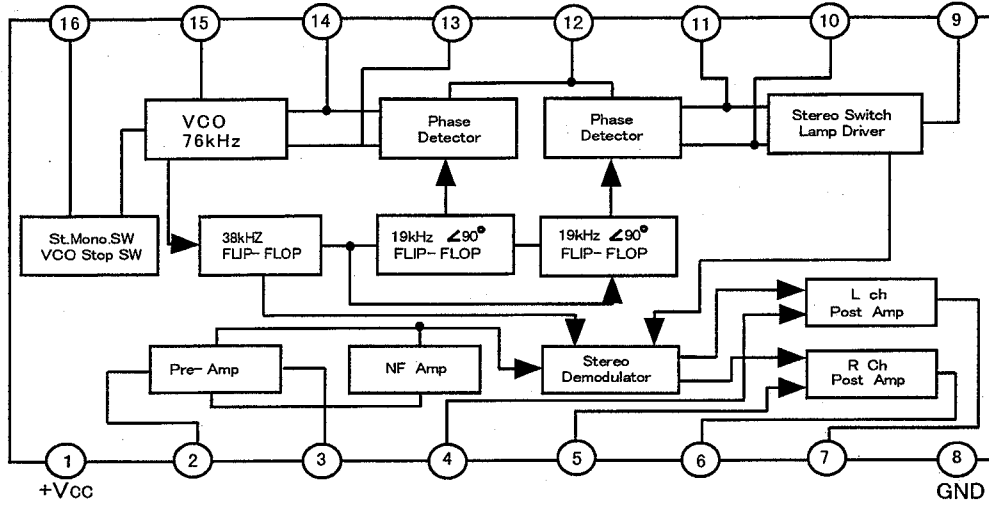 16 15 14 13 12 11 10 9
VCO
76kHz
Phase
Detector
Phase
Detector
Stereo Switch
Lamp Driver
St.Mono.SW
VCO Stop SW
38kHZ
FLIP-FLOP
19kHz ∠90°
FLIP-FLOP
19kHz ∠90°
FLIP-FLOP
L ch
Post Amp
Pre-Amp
NF Amp
Stereo
Demodulator
R Ch
Post Amp
1 2 3 4 5 6 7 8
+Vcc
GND